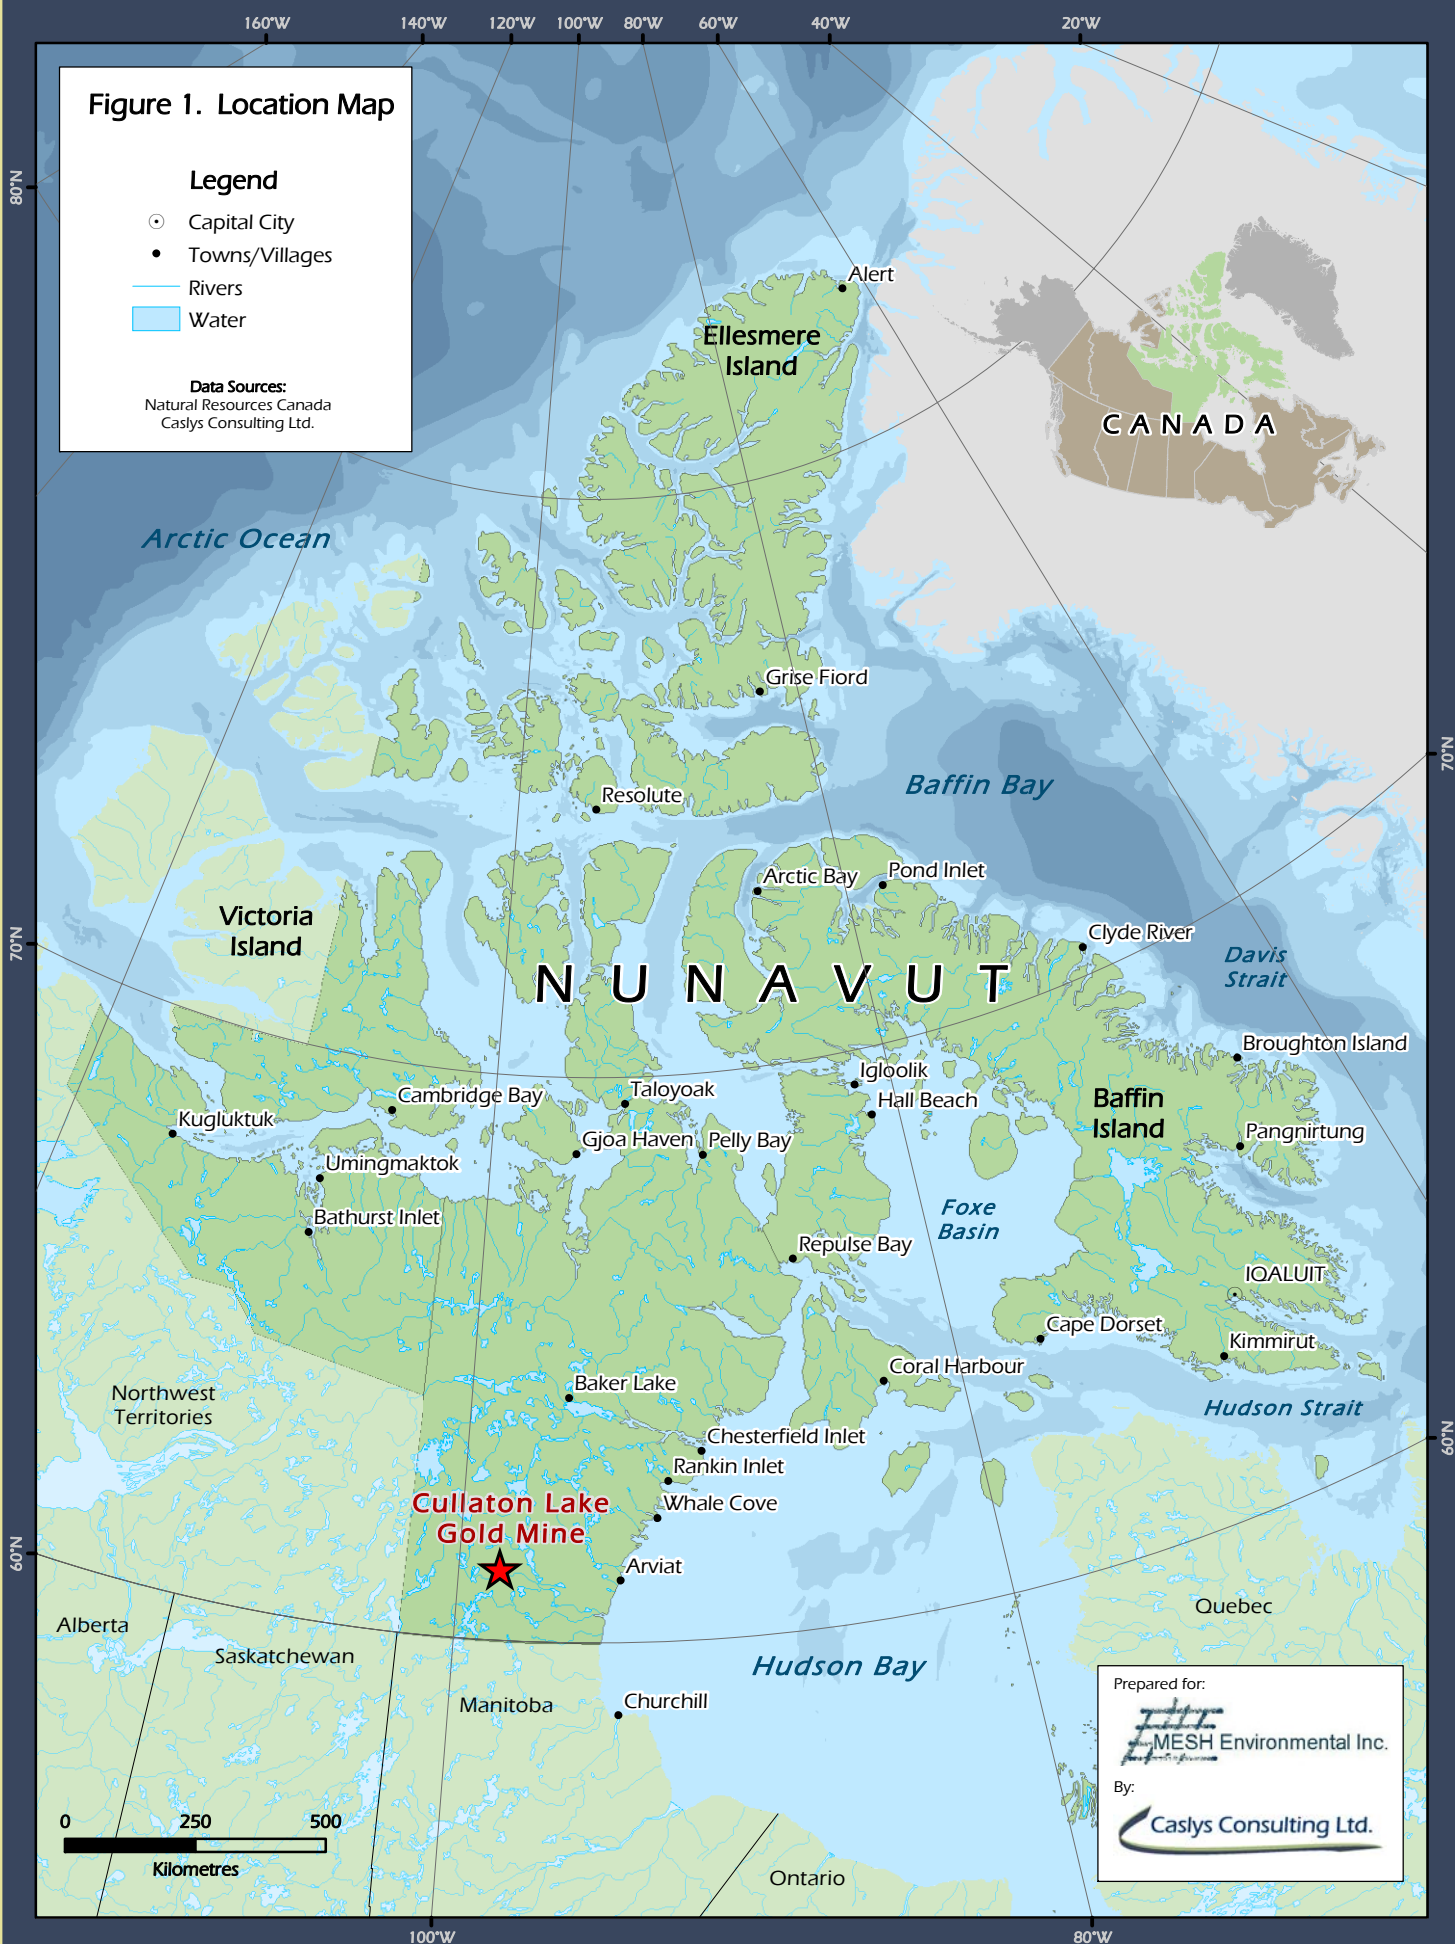 160°W 140°W 120°W 100°W 80°W 60°W 40°W 20°W
Figure 1. Location Map
Legend
Capital City
Towns/Villages
Rivers
Water
Data Sources:
Natural Resources Canada
Caslys Consulting Ltd.
80°N
Alert
Ellesmere
Island
CANADA
Arctic Ocean
Grise Fiord
70°N
Baffin Bay
Resolute
Arctic Bay
Pond Inlet
Victoria
Island
Clyde River
70°N
Davis
Strait
NUNAVUT
Broughton Island
Igloolik
Taloyoak
Cambridge Bay
Hall Beach
Baffin
Island
Kugluktuk
Gjoa Haven
Pelly Bay
Pangnirtung
Umingmaktok
Bathurst Inlet
Foxe
Basin
Repulse Bay
IQALUIT
Cape Dorset
Kimmirut
Coral Harbour
Baker Lake
Northwest
Territories
Hudson Strait
Chesterfield Inlet
60°N
Rankin Inlet
Whale Cove
Cullaton Lake
Gold Mine
60°N
Arviat
Quebec
Alberta
Saskatchewan
Hudson Bay
Manitoba
Churchill
Prepared for:
MESH Environmental Inc.
By:
Caslys Consulting Ltd.
0 250 500
Kilometres
Ontario
100°W 80°W